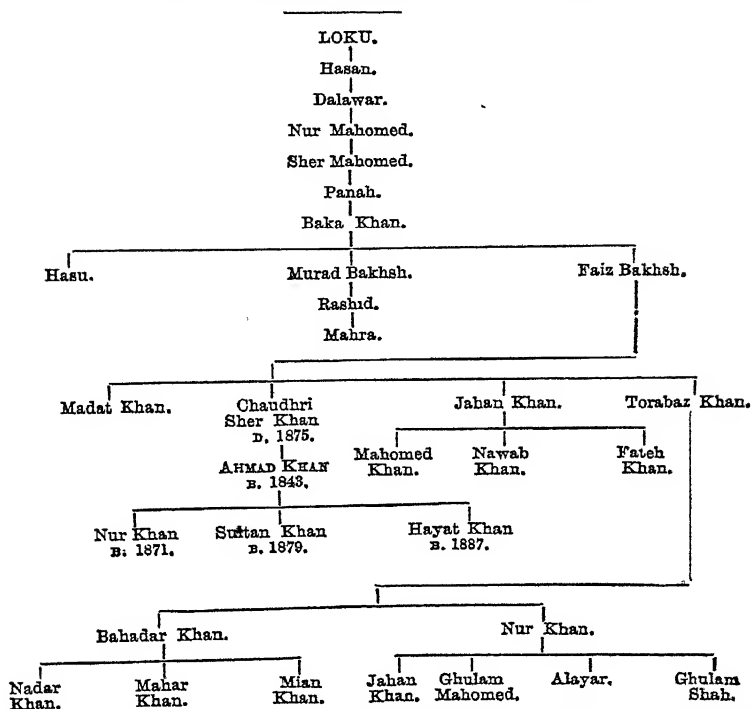 LOKU.
Hasan.
Dalawar.
Nur Mahomed.
Sher Mahomed.
Panah.
Baka Khan.
Hasu. Murad Bakhsh. Faiz Bakhsh.
Rashid.
Mahra.
Madat Khan. Chaudhri Jahan Khan. Torabaz Khan.
Sher Khan
D. 1875.
Mahomed Nawab Fateh
Khan. Khan. Khan.
AHMAD KHAN
B. 1843.
Nur Khan Sultan Khan Hayat Khan
B. 1871. B. 1879. B. 1887.
Bahadar Khan. Nur Khan.
Nadar Mahar Mian Jahan Ghulam Alayar. Ghulam
Khan. Khan. Khan. Khan. Mahomed. Shah.